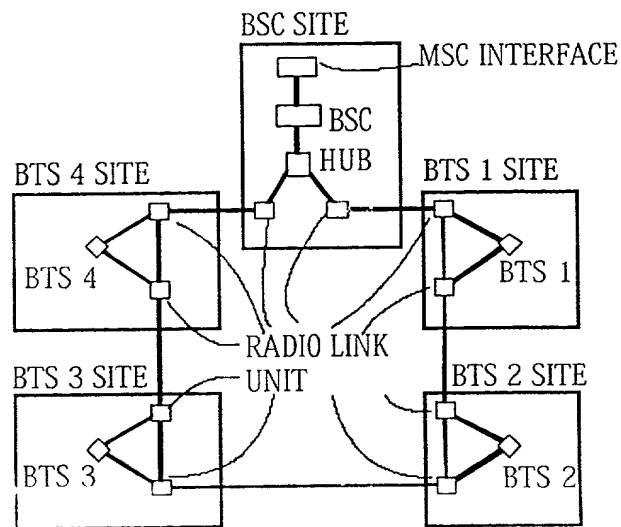 BSC SITE
MSC INTERFACE
BSC
HUB
BTS 4 SITE
BTS 1 SITE
BTS 4
BTS 1
RADIO LINK
UNIT
BTS 3 SITE
BTS 2 SITE
BTS 3
BTS 2